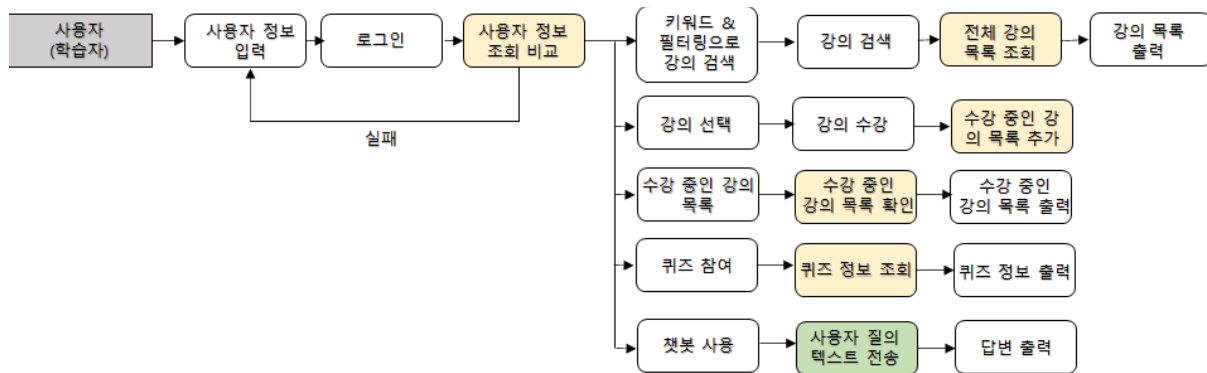 사용자
(학습자)
사용자 정보
입력
로그인
사용자 정보
조회 비교
실패
키워드 &
필터링으로
강의 검색
강의 검색
전체 강의
목록 조회
강의 목록
출력
강의 선택
강의 수강
수강 중인 강
의 목록 추가
수강 중인 강의
목록
수강 중인
강의 목록 확인
수강 중인
강의 목록 출력
퀴즈 참여
퀴즈 정보 조회
퀴즈 정보 출력
챗봇 사용
사용자 질의
텍스트 전송
답변 출력